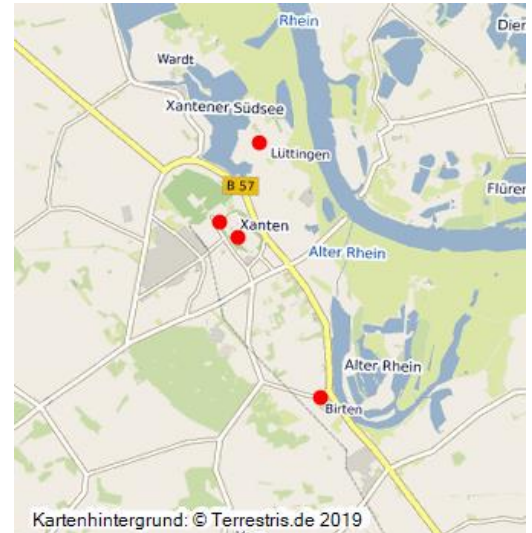 Rhein
Dier
Wardt
Xantener Südsee
Lüttingen
B 57
Flüren
Xanten
Alter Rhein
Alter Rhein
Birten
Kartenhintergrund: © Terrestris.de 2019